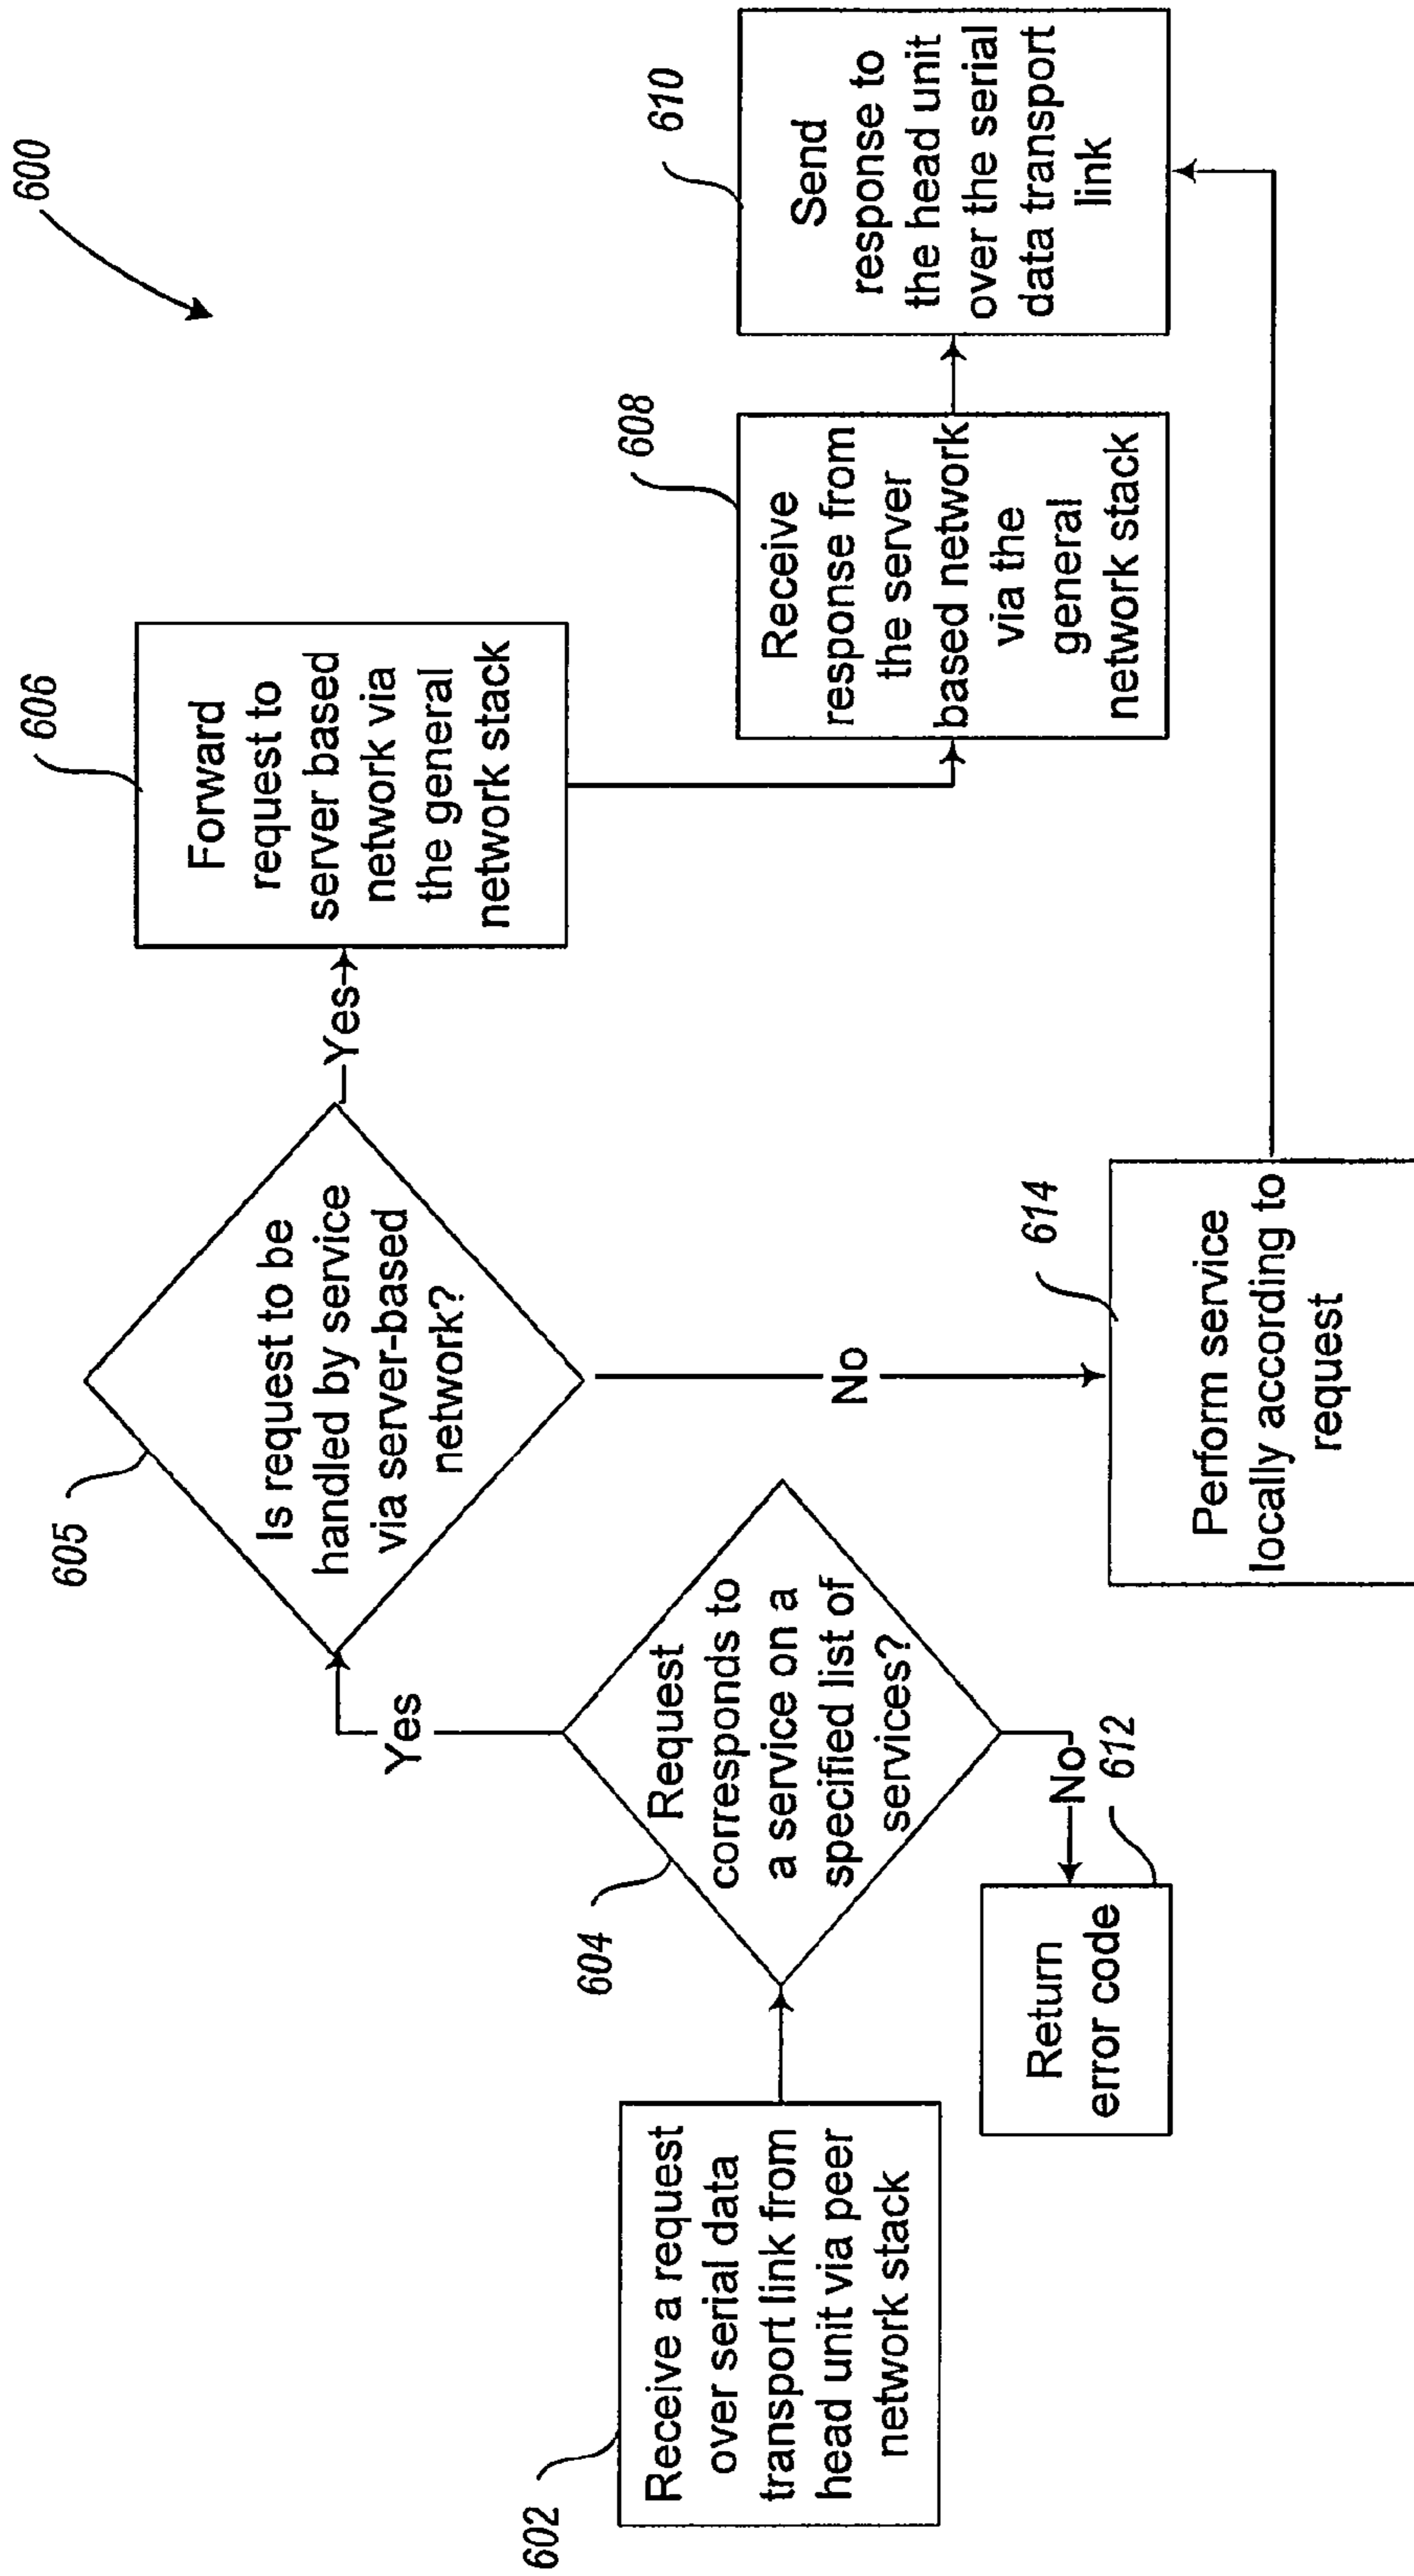 600
602
Receive a request
over serial data
transport link from
head unit via peer
network stack
604
Request
corresponds to
a service on a
specified list of
services?
Yes
No
612
Return
error code
605
Is request to be
handled by service
via server-based
network?
Yes
No
606
Forward
request to
server based
network via
the general
network stack
608
Receive
response from
the server
based network
via the
general
network stack
610
Send
response to
the head unit
over the serial
data transport
link
614
Perform service
locally according to
request